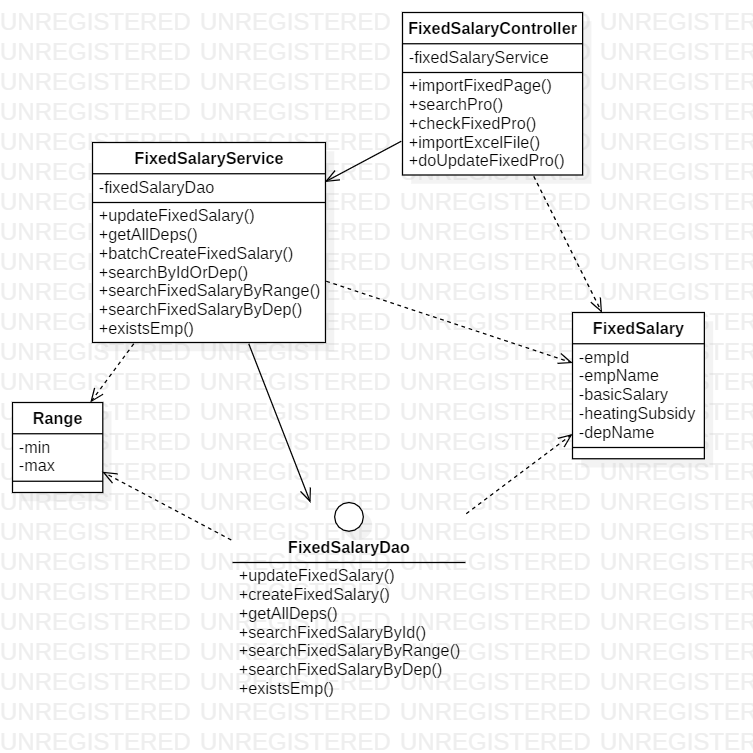 FixedSalaryController
-fixedSalaryService
+importFixedPage()
+searchPro()
+checkFixedPro()
+importExcelFile()
+doUpdateFixedPro()
FixedSalaryService
-fixedSalaryDao
+updateFixedSalary()
+getAllDeps()
+batchCreateFixedSalary()
+searchByIdOrDep()
+searchFixedSalaryByRange()
+searchFixedSalaryByDep()
+existsEmp()
FixedSalary
-empId
-empName
-basicSalary
-heatingSubsidy
-depName
Range
-min
-max
FixedSalaryDao
+updateFixedSalary()
+createFixedSalary()
+getAllDeps()
+searchFixedSalaryById()
+searchFixedSalaryByRange()
+searchFixedSalaryByDep()
+existsEmp()
UNREGISTERED